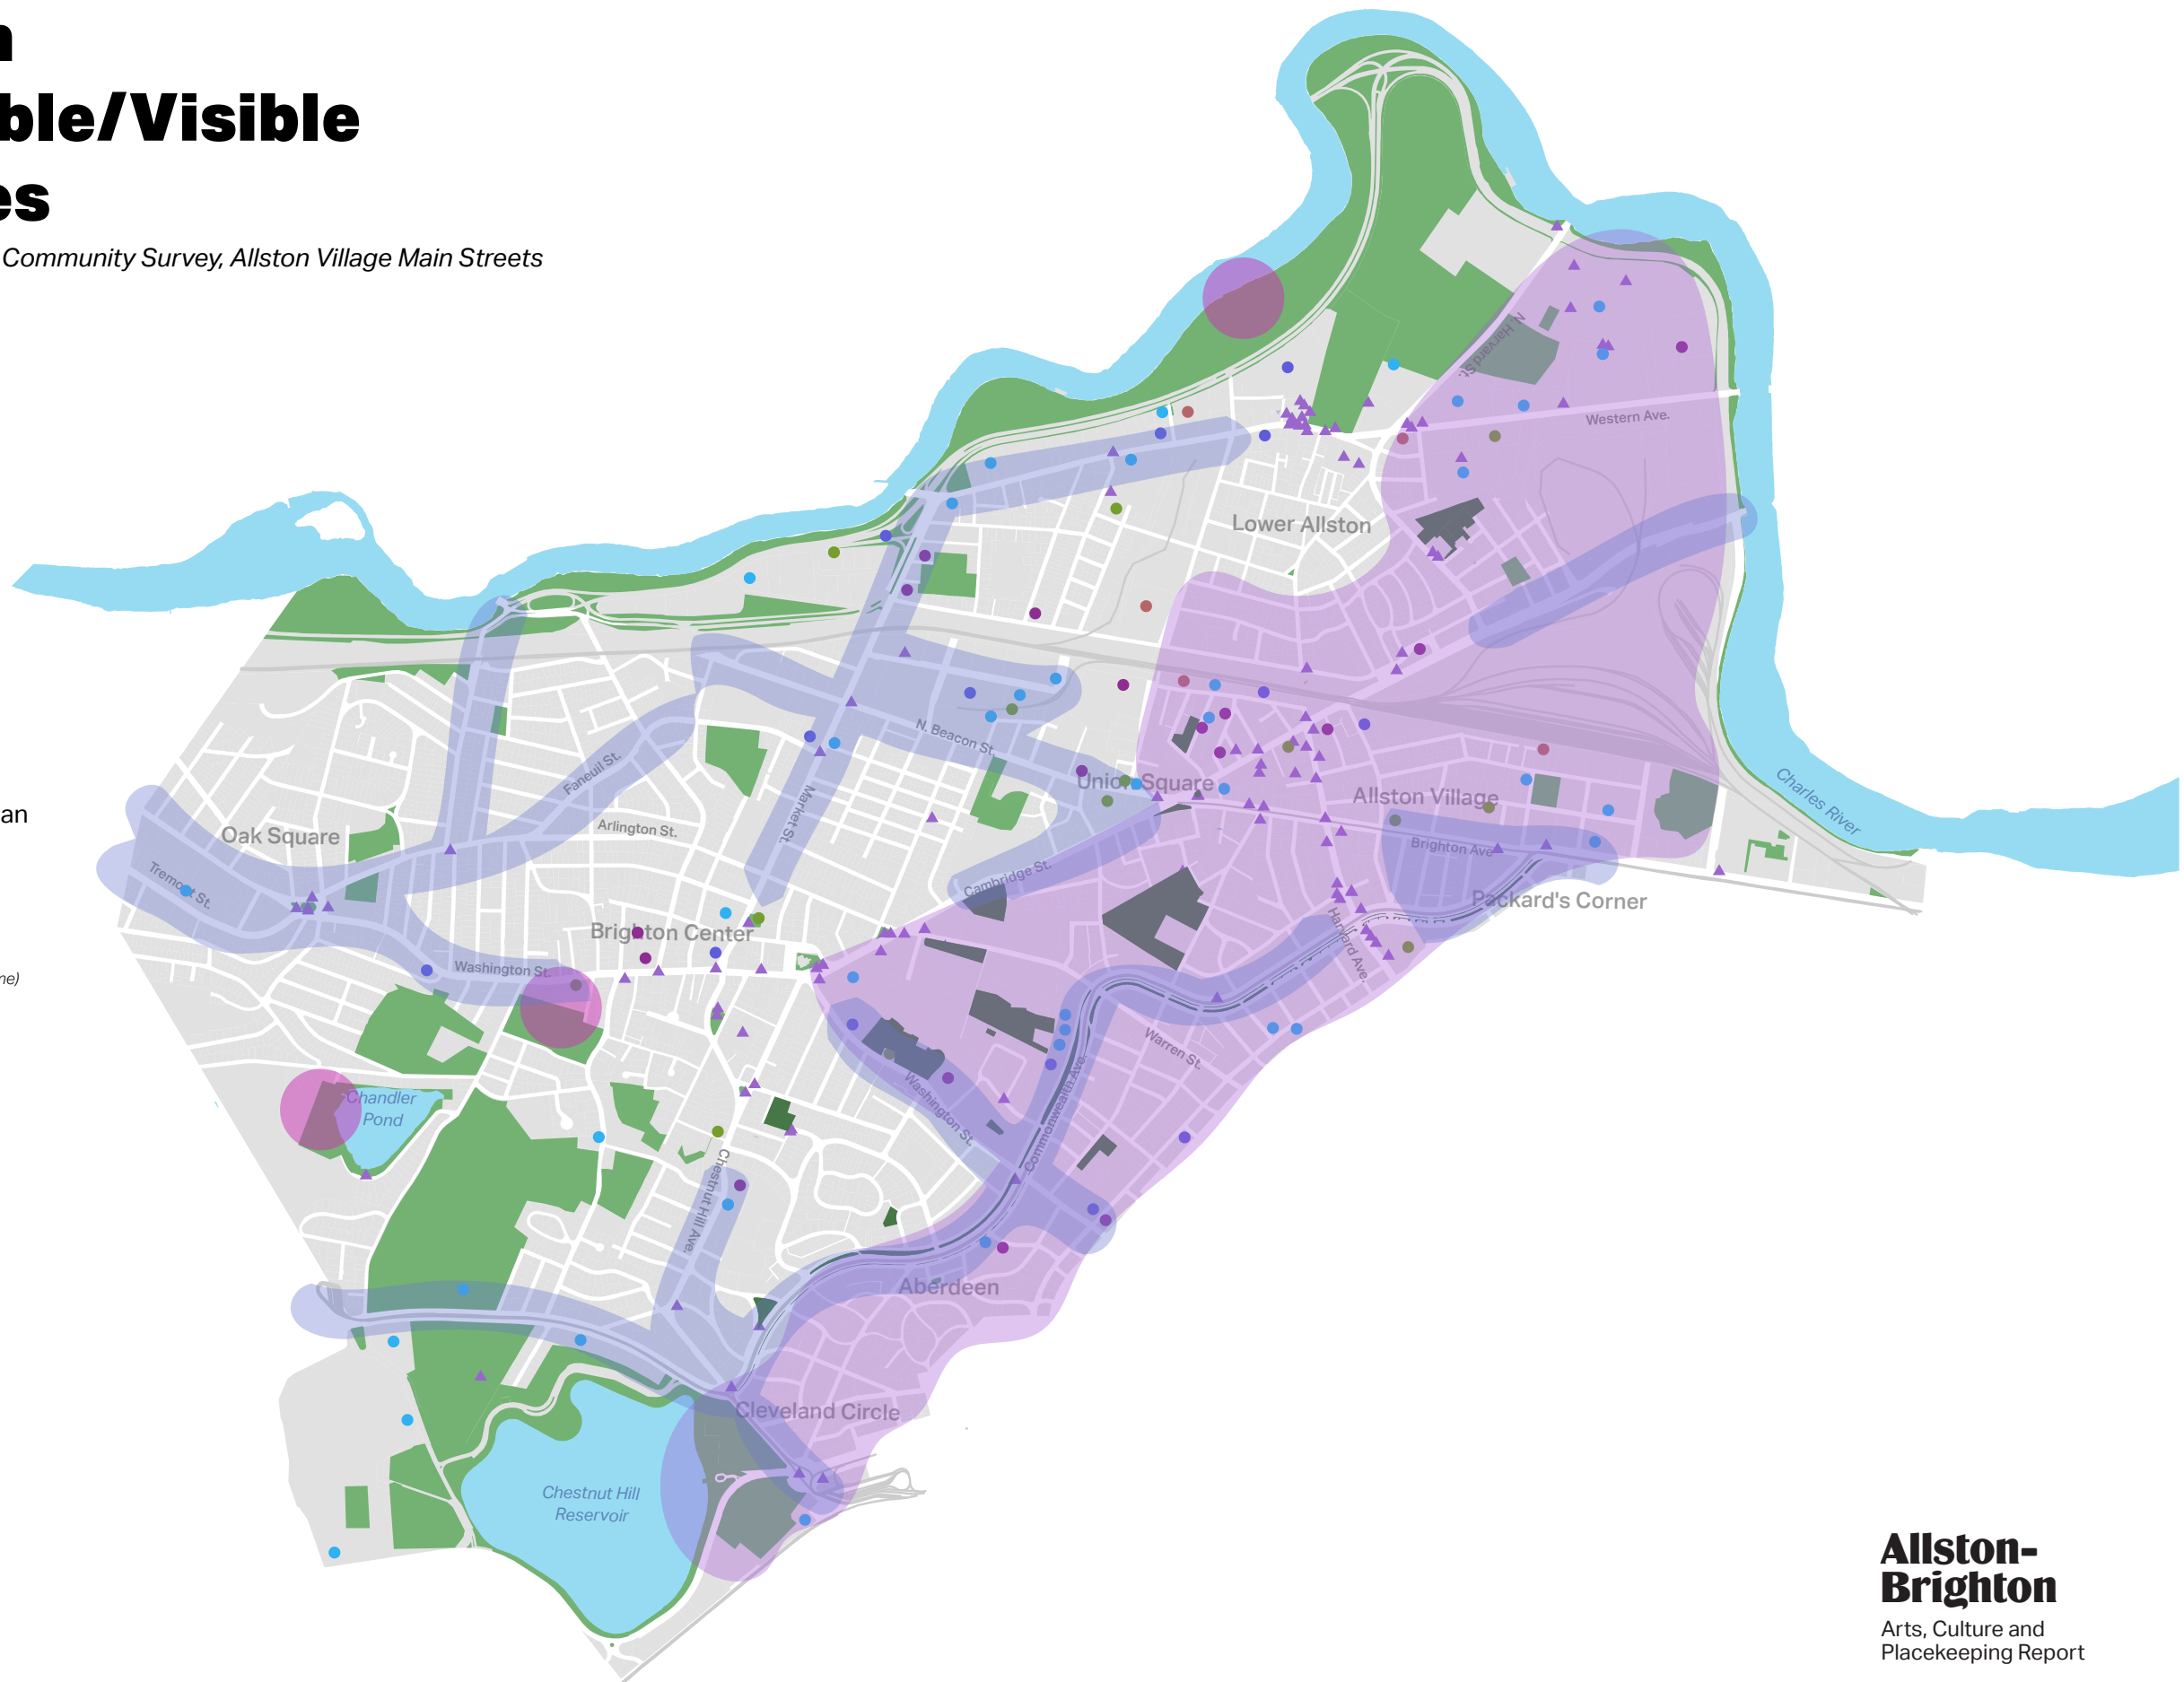 n
ble/Visible
es
Community Survey, Allston Village Main Streets
an
ne)
N. Harvard St.
Western Ave.
Lower Allston
N. Beacon St.
Faneuil St.
Market St.
Union Square
Allston Village
Charles River
Oak Square
Arlington St.
Tremont St.
Brighton Ave.
Cambridge St.
Packard's Corner
Brighton Center
Harvard Ave.
Washington St.
Warren St.
Chandler
Pond
Washington St.
Commonwealth Ave.
Chestnut Hill Ave.
Aberdeen
Cleveland Circle
Chestnut Hill
Reservoir
Allston-
Brighton
Arts, Culture and
Placekeeping Report